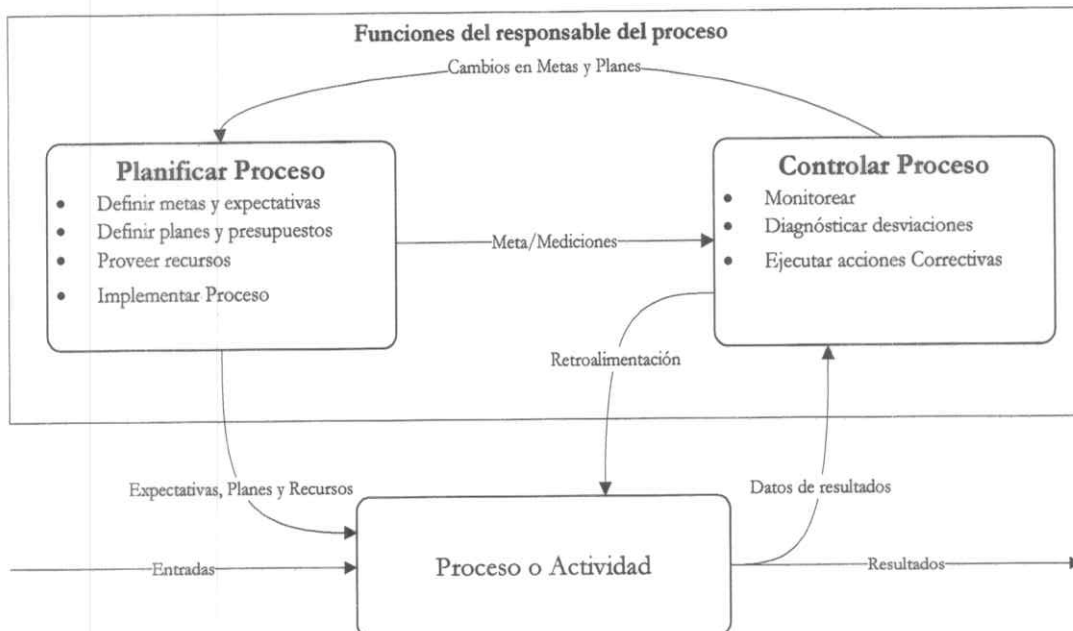 Funciones del responsable del proceso
Cambios en Metas y Planes
Planificar Proceso
• Definir metas y expectativas
• Definir planes y presupuestos
• Proveer recursos
• Implementar Proceso
Controlar Proceso
• Monitorear
• Diagnósticar desviaciones
• Ejecutar acciones Correctivas
Meta/Mediciones
Retroalimentación
Expectativas, Planes y Recursos
Datos de resultados
Entradas
Proceso o Actividad
Resultados